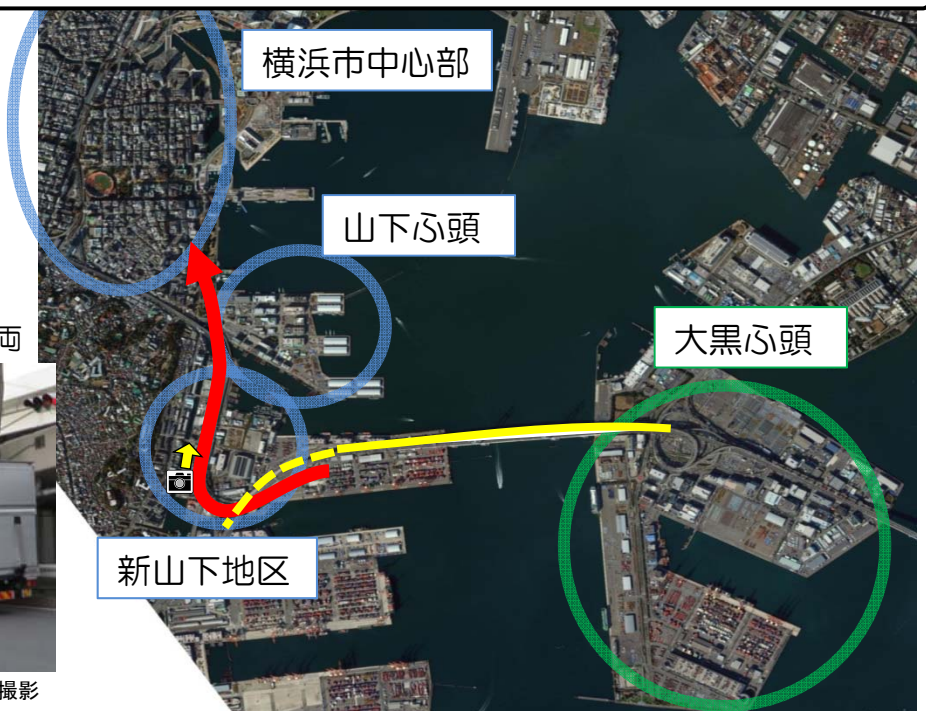 横浜市中心部
山下ふ頭
両
大黒ふ頭
新山下地区
撮影